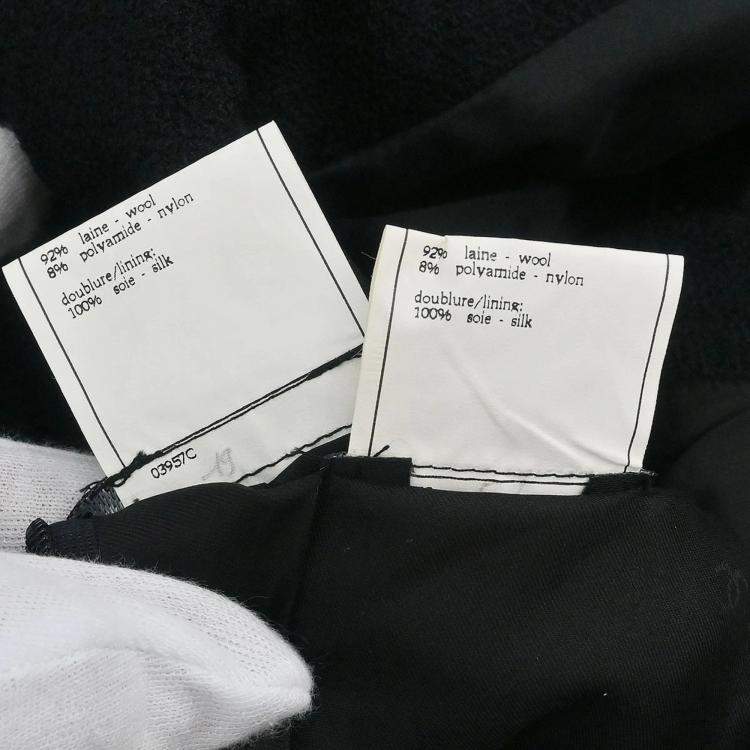 92% laine - wool
8% polyamide - nylon
doublure/lining:
100% soie - silk
03957C
19
92% laine - wool
8% polyamide - nylon
doublure/lining:
100% soie - silk